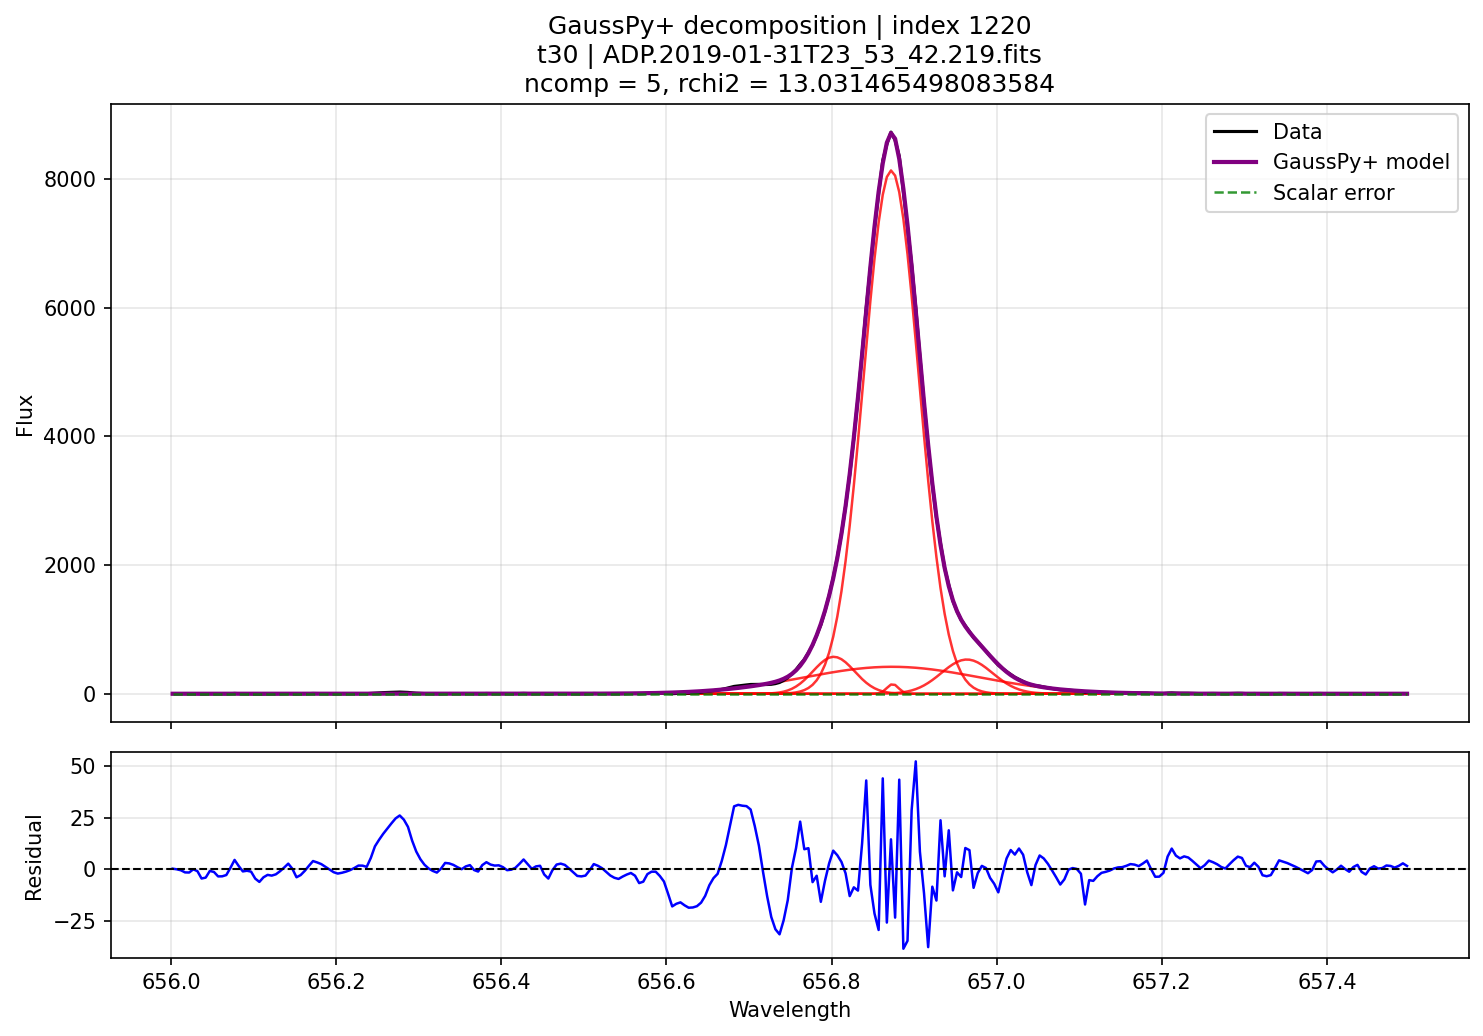 GaussPy+ decomposition | index 1220
t30 | ADP.2019-01-31T23_53_42.219.fits
ncomp = 5, rchi2 = 13.031465498083584
Data
GaussPy+ model
Scalar error
8000
6000
4000
2000
0
Flux
50
25
0
−25
Residual
656.0
656.2
656.4
656.6
656.8
657.0
657.2
657.4
Wavelength